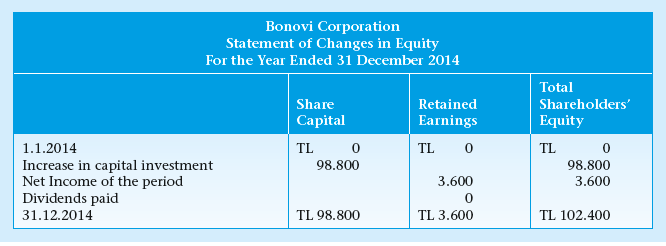 Bonovi Corporation
Statement of Changes in Equity
For the Year Ended 31 December 2014
Share Capital Retained Earnings Total Shareholders' Equity
1.1.2014 TL 0 TL 0 TL 0
Increase in capital investment 98.800 98.800
Net Income of the period 3.600 3.600
Dividends paid 0
31.12.2014 TL 98.800 TL 3.600 TL 102.400